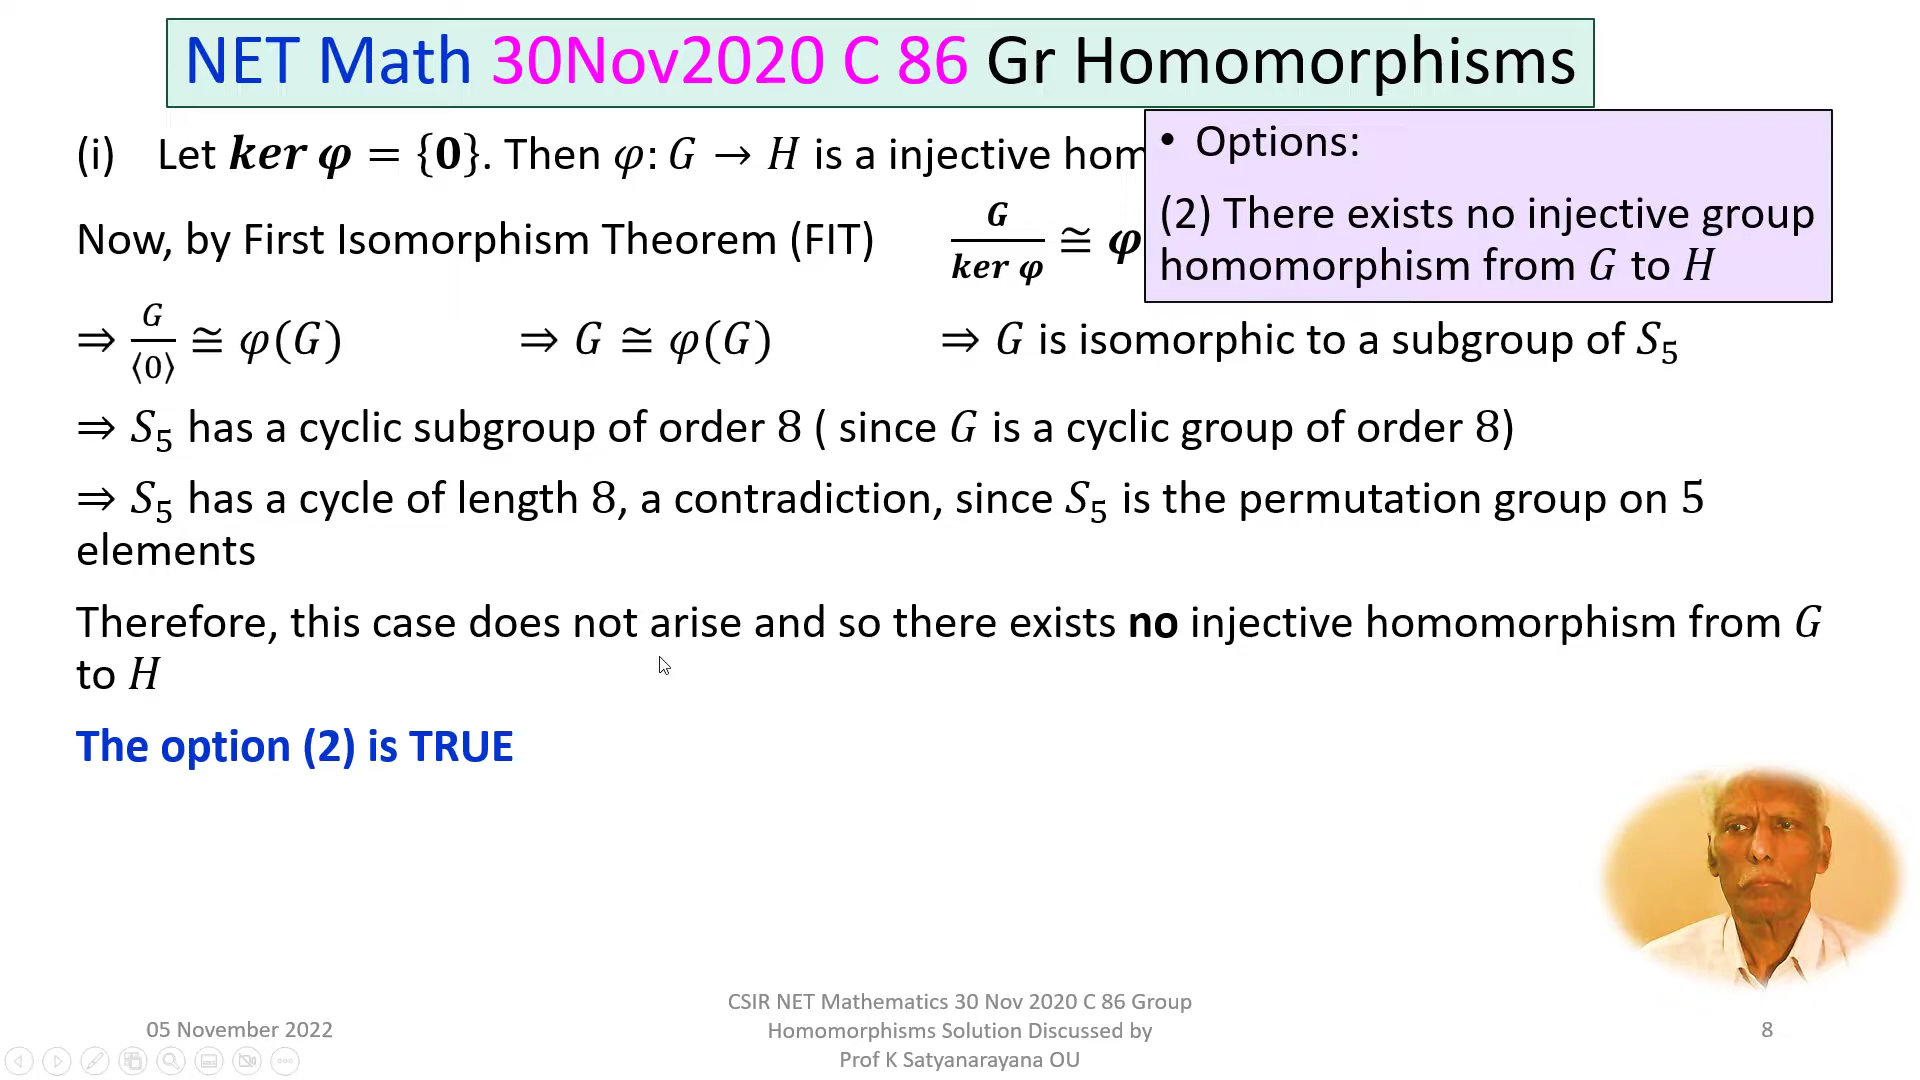 NET Math 30Nov2020 C 86 Gr Homomorphisms
(i) Let ker φ = {0}. Then φ: G → H is a injective hom
• Options:
(2) There exists no injective group
homomorphism from G to H
Now, by First Isomorphism Theorem (FIT) G/ker φ ≅ φ
⇒ G/⟨0⟩ ≅ φ(G) ⇒ G ≅ φ(G) ⇒ G is isomorphic to a subgroup of S₅
⇒ S₅ has a cyclic subgroup of order 8 ( since G is a cyclic group of order 8)
⇒ S₅ has a cycle of length 8, a contradiction, since S₅ is the permutation group on 5
elements
Therefore, this case does not arise and so there exists no injective homomorphism from G
to H
The option (2) is TRUE
05 November 2022
CSIR NET Mathematics 30 Nov 2020 C 86 Group
Homomorphisms Solution Discussed by
Prof K Satyanarayana OU
8